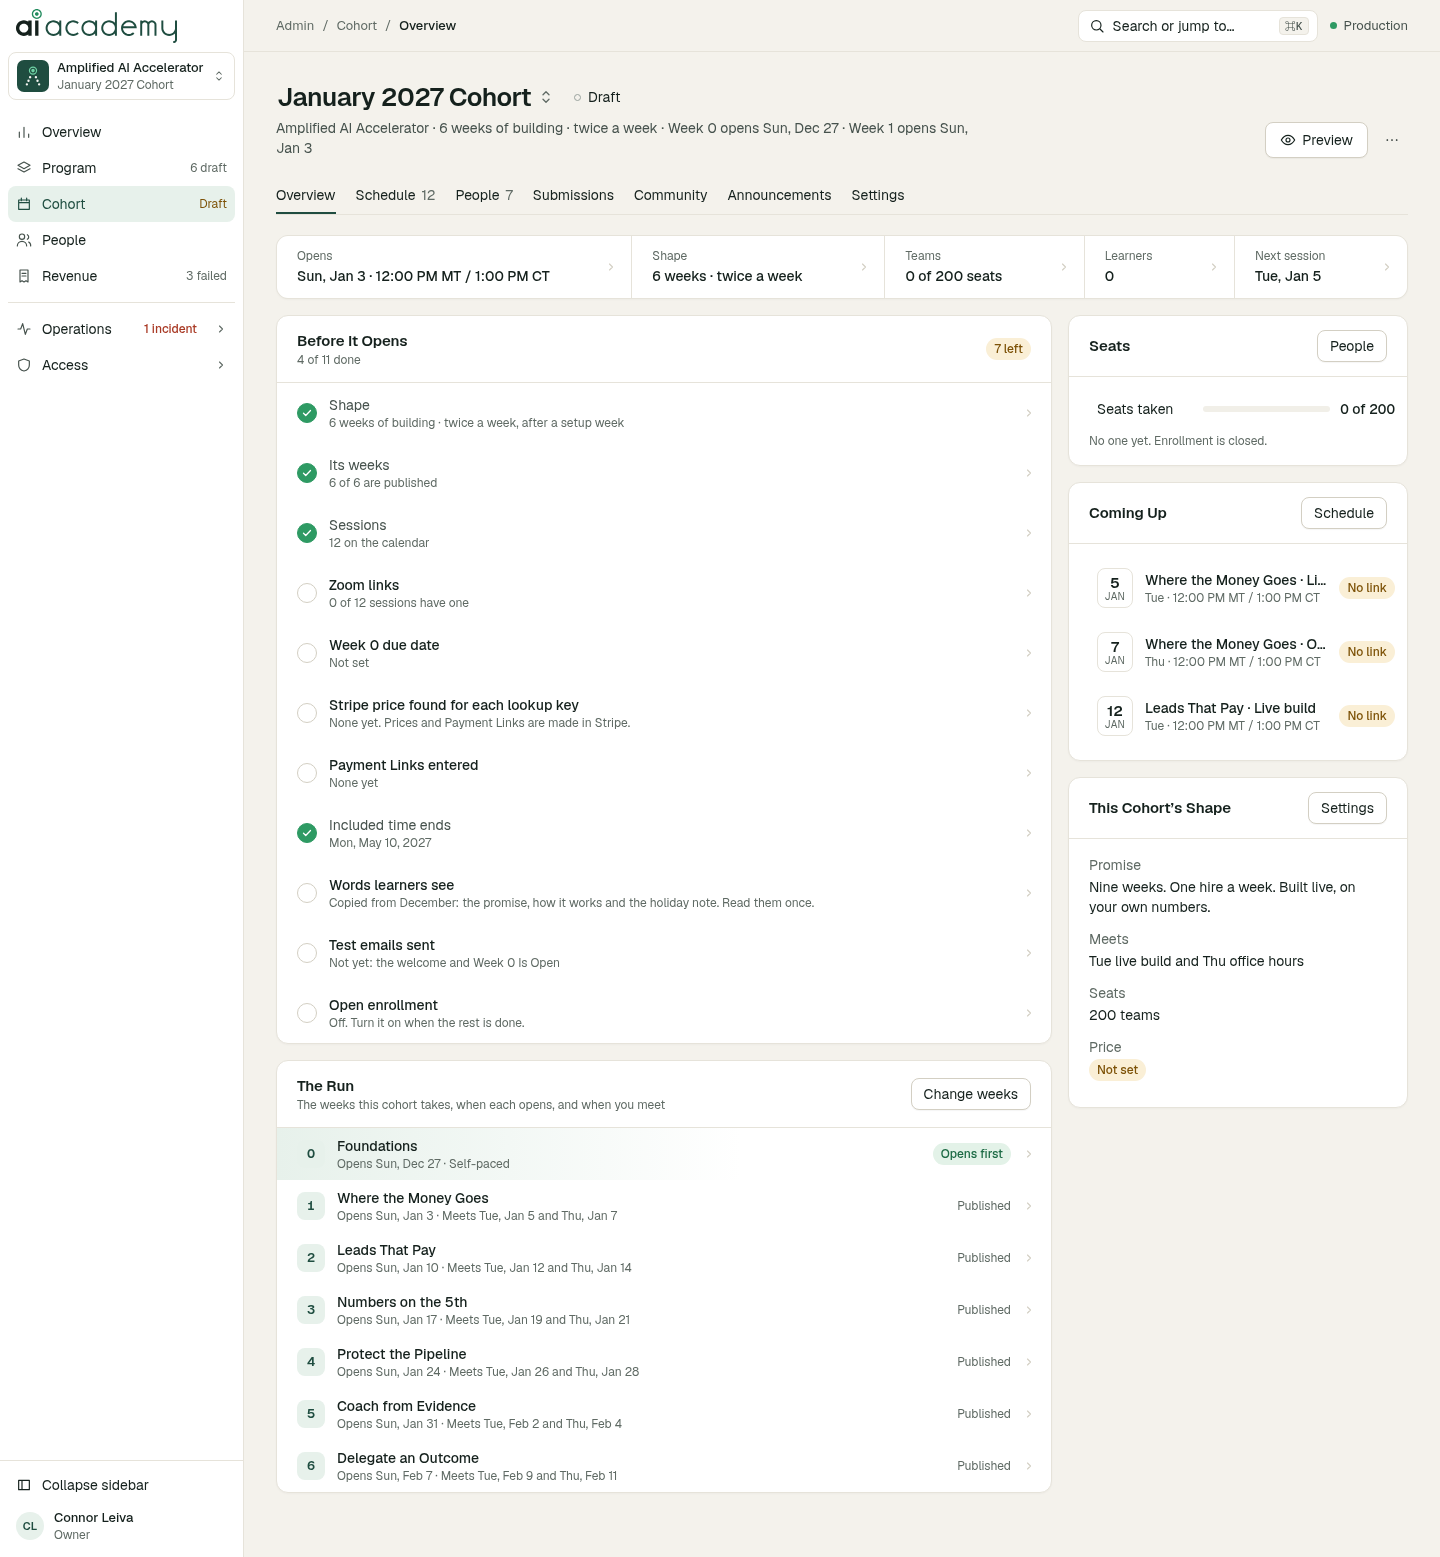 ai academy
Amplified AI Accelerator
January 2027 Cohort
Overview
Program 6 draft
Cohort Draft
People
Revenue 3 failed
Operations 1 incident
Access
Collapse sidebar
CL
Connor Leiva
Owner
Admin / Cohort / Overview
Search or jump to... ⌘K
Production
January 2027 Cohort
Draft
Amplified AI Accelerator · 6 weeks of building · twice a week · Week 0 opens Sun, Dec 27 · Week 1 opens Sun,
Jan 3
Preview
···
Overview Schedule 12 People 7 Submissions Community Announcements Settings
Opens
Sun, Jan 3 · 12:00 PM MT / 1:00 PM CT
Shape
6 weeks · twice a week
Teams
0 of 200 seats
Learners
0
Next session
Tue, Jan 5
Before It Opens
4 of 11 done
7 left
Shape
6 weeks of building · twice a week, after a setup week
Its weeks
6 of 6 are published
Sessions
12 on the calendar
Zoom links
0 of 12 sessions have one
Week 0 due date
Not set
Stripe price found for each lookup key
None yet. Prices and Payment Links are made in Stripe.
Payment Links entered
None yet
Included time ends
Mon, May 10, 2027
Words learners see
Copied from December: the promise, how it works and the holiday note. Read them once.
Test emails sent
Not yet: the welcome and Week 0 Is Open
Open enrollment
Off. Turn it on when the rest is done.
The Run
The weeks this cohort takes, when each opens, and when you meet
Change weeks
0
Foundations
Opens Sun, Dec 27 · Self-paced
Opens first
1
Where the Money Goes
Opens Sun, Jan 3 · Meets Tue, Jan 5 and Thu, Jan 7
Published
2
Leads That Pay
Opens Sun, Jan 10 · Meets Tue, Jan 12 and Thu, Jan 14
Published
3
Numbers on the 5th
Opens Sun, Jan 17 · Meets Tue, Jan 19 and Thu, Jan 21
Published
4
Protect the Pipeline
Opens Sun, Jan 24 · Meets Tue, Jan 26 and Thu, Jan 28
Published
5
Coach from Evidence
Opens Sun, Jan 31 · Meets Tue, Feb 2 and Thu, Feb 4
Published
6
Delegate an Outcome
Opens Sun, Feb 7 · Meets Tue, Feb 9 and Thu, Feb 11
Published
Seats
People
Seats taken 0 of 200
No one yet. Enrollment is closed.
Coming Up
Schedule
5
JAN
Where the Money Goes · Li...
Tue · 12:00 PM MT / 1:00 PM CT
No link
7
JAN
Where the Money Goes · O...
Thu · 12:00 PM MT / 1:00 PM CT
No link
12
JAN
Leads That Pay · Live build
Tue · 12:00 PM MT / 1:00 PM CT
No link
This Cohort's Shape
Settings
Promise
Nine weeks. One hire a week. Built live, on
your own numbers.
Meets
Tue live build and Thu office hours
Seats
200 teams
Price
Not set